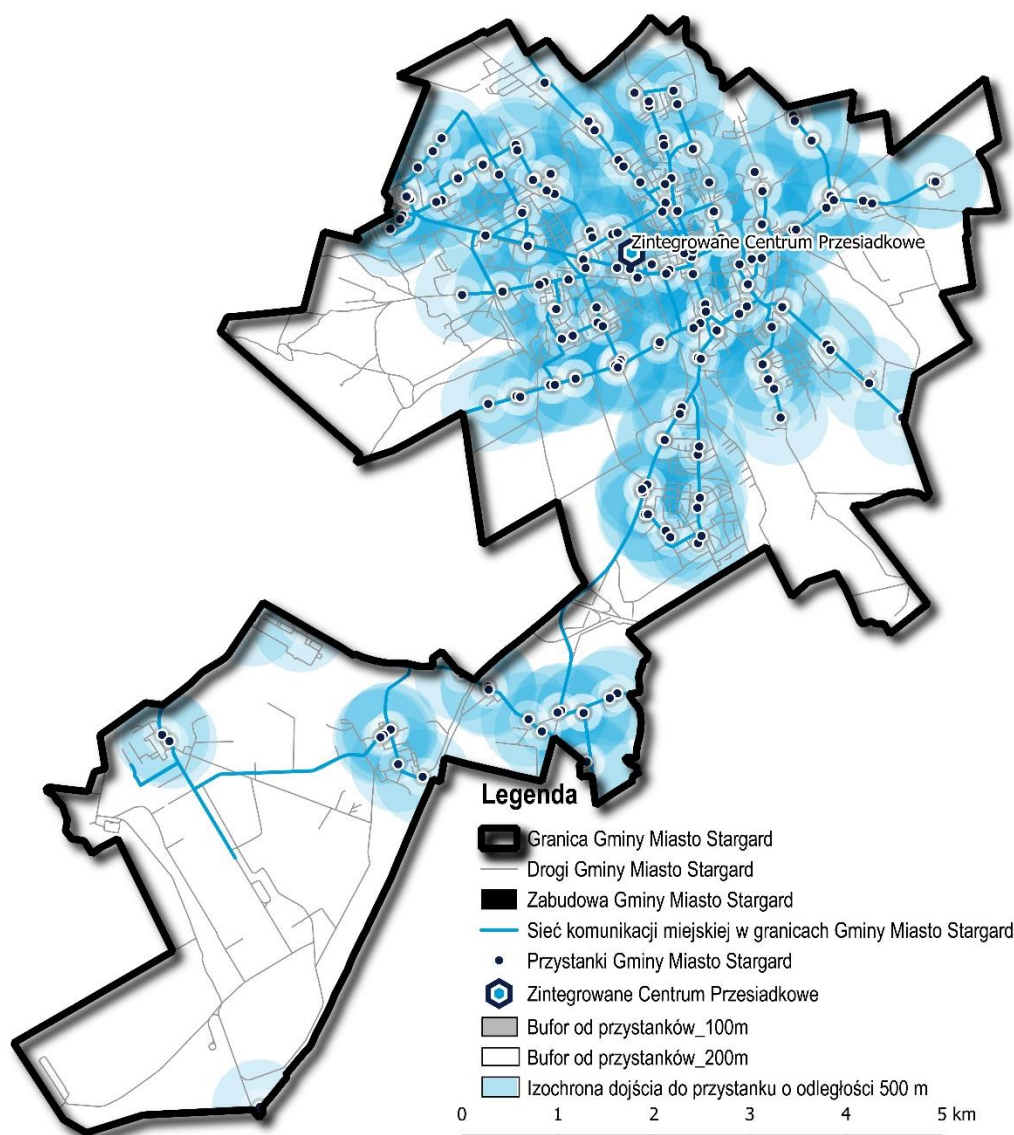 Zintegrowane Centrum Przesiadkowe
Legenda
Granica Gminy Miasto Stargard
Drogi Gminy Miasto Stargard
Zabudowa Gminy Miasto Stargard
Sieć komunikacji miejskiej w granicach Gminy Miasto Stargard
Przystanki Gminy Miasto Stargard
Zintegrowane Centrum Przesiadkowe
Bufor od przystanków_100m
Bufor od przystanków_200m
Izochrona dojścia do przystanku o odległości 500 m
0 1 2 3 4 5 km